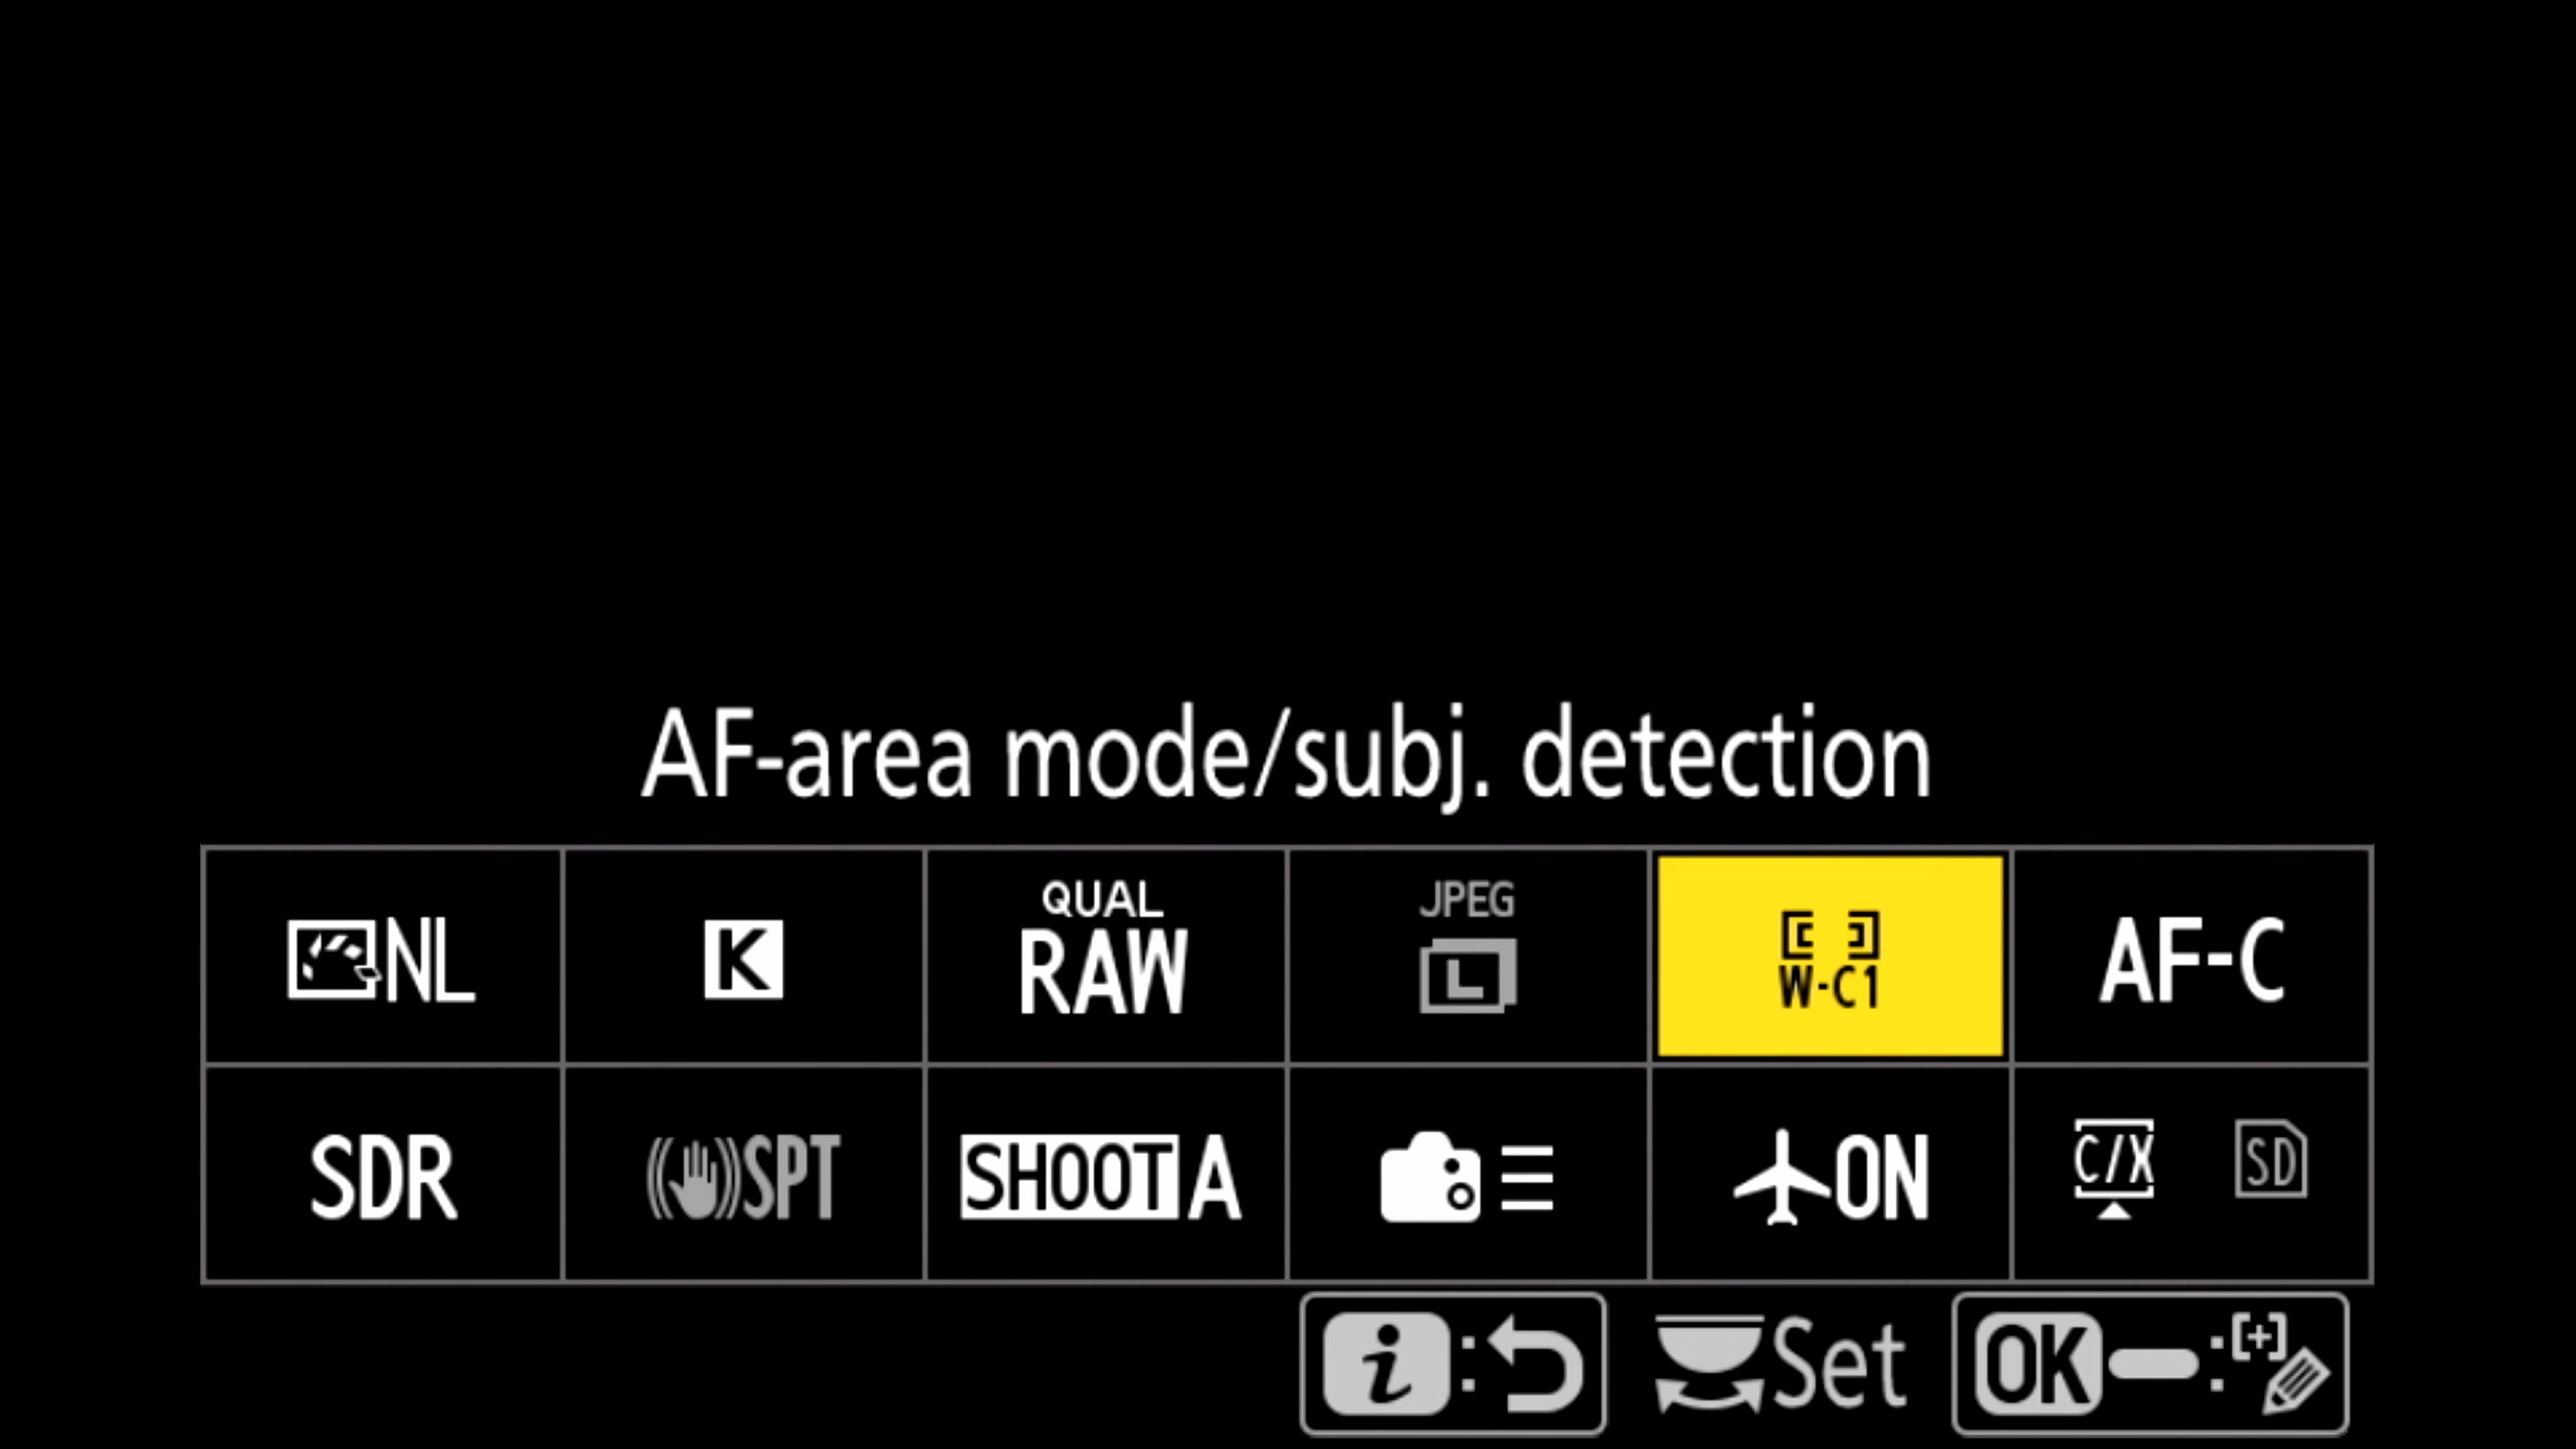 AF-area mode/subj. detection
NL
K
QUAL
RAW
JPEG
L
W-C1
AF-C
SDR
SPT
SHOOT A
ON
C/X
SD
i:
Set
OK :